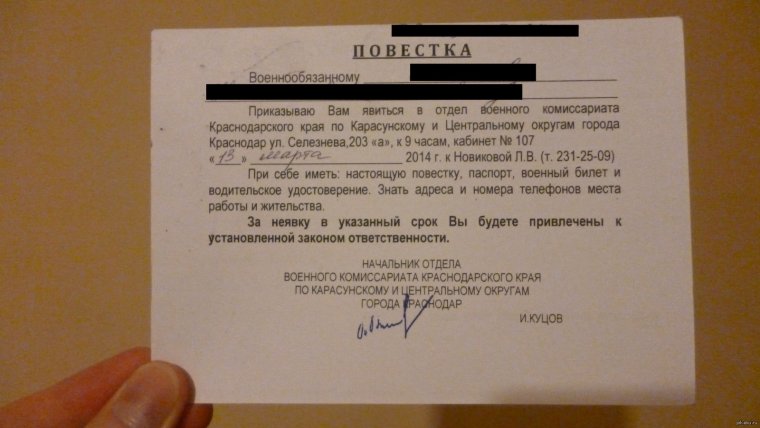 ПОВЕСТКА
Военнообязанному
Приказываю Вам явиться в отдел военного комиссариата
Краснодарского края по Карасунскому и Центральному округам города
Краснодар ул. Селезнева,203 «а», к 9 часам, кабинет № 107
«13» марта 2014 г. к Новиковой Л.В. (т. 231-25-09)
При себе иметь: настоящую повестку, паспорт, военный билет и
водительское удостоверение. Знать адреса и номера телефонов места
работы и жительства.
За неявку в указанный срок Вы будете привлечены к
установленной законом ответственности.
НАЧАЛЬНИК ОТДЕЛА
ВОЕННОГО КОМИССАРИАТА КРАСНОДАРСКОГО КРАЯ
ПО КАРАСУНСКОМУ И ЦЕНТРАЛЬНОМУ ОКРУГАМ
ГОРОДА КРАСНОДАР
И.КУЦОВ